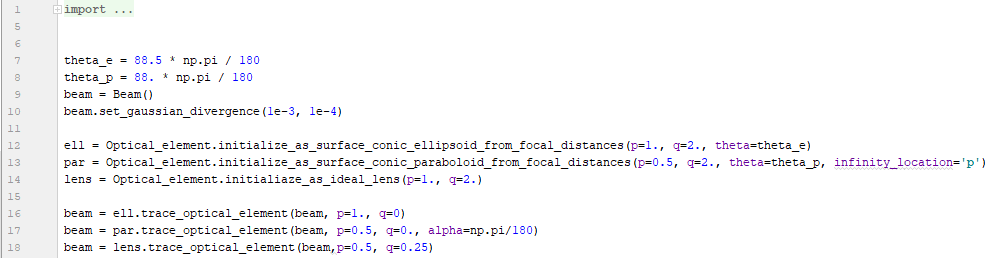 1 import ...
5
6
7 theta_e = 88.5 * np.pi / 180
8 theta_p = 88. * np.pi / 180
9 beam = Beam()
10 beam.set_gaussian_divergence(1e-3, 1e-4)
11
12 ell = Optical_element.initialize_as_surface_conic_ellipsoid_from_focal_distances(p=1., q=2., theta=theta_e)
13 par = Optical_element.initialize_as_surface_conic_paraboloid_from_focal_distances(p=0.5, q=2., theta=theta_p, infinity_location='p')
14 lens = Optical_element.initialiaze_as_ideal_lens(p=1., q=2.)
15
16 beam = ell.trace_optical_element(beam, p=1., q=0)
17 beam = par.trace_optical_element(beam, p=0.5, q=0., alpha=np.pi/180)
18 beam = lens.trace_optical_element(beam,p=0.5, q=0.25)